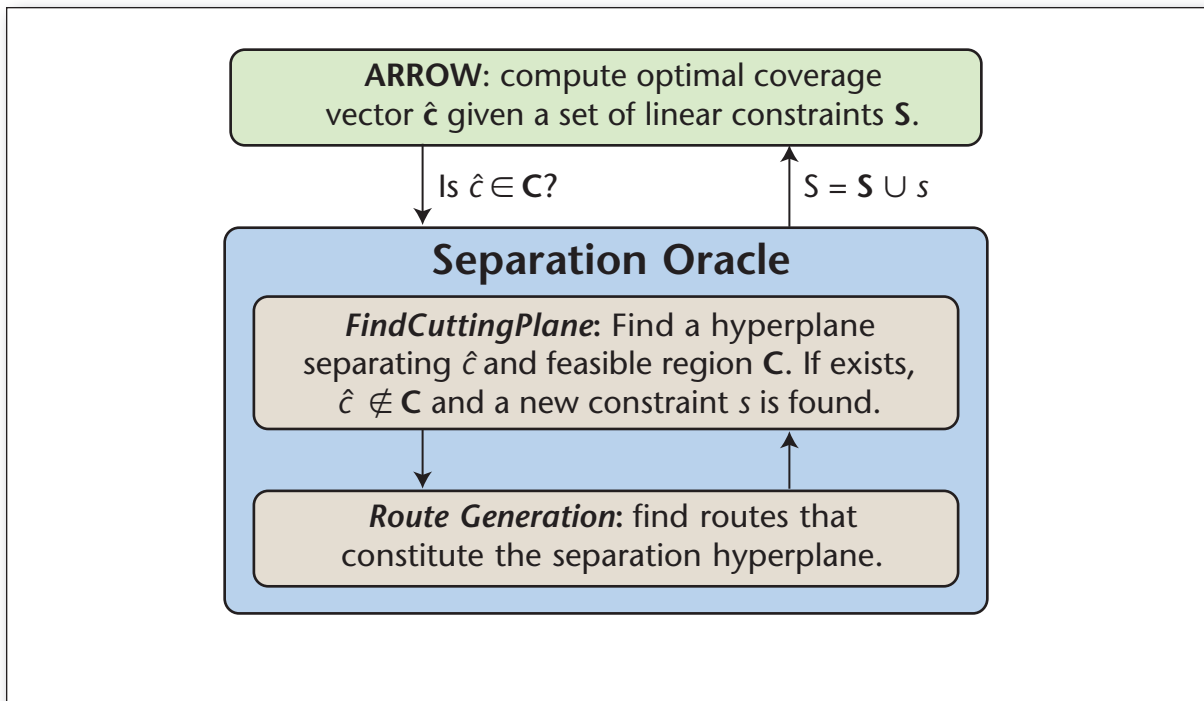 ARROW: compute optimal coverage
vector ĉ given a set of linear constraints S.
Is ĉ ∈ C?
S = S ∪ s
Separation Oracle
FindCuttingPlane: Find a hyperplane
separating ĉ and feasible region C. If exists,
ĉ ∉ C and a new constraint s is found.
Route Generation: find routes that
constitute the separation hyperplane.